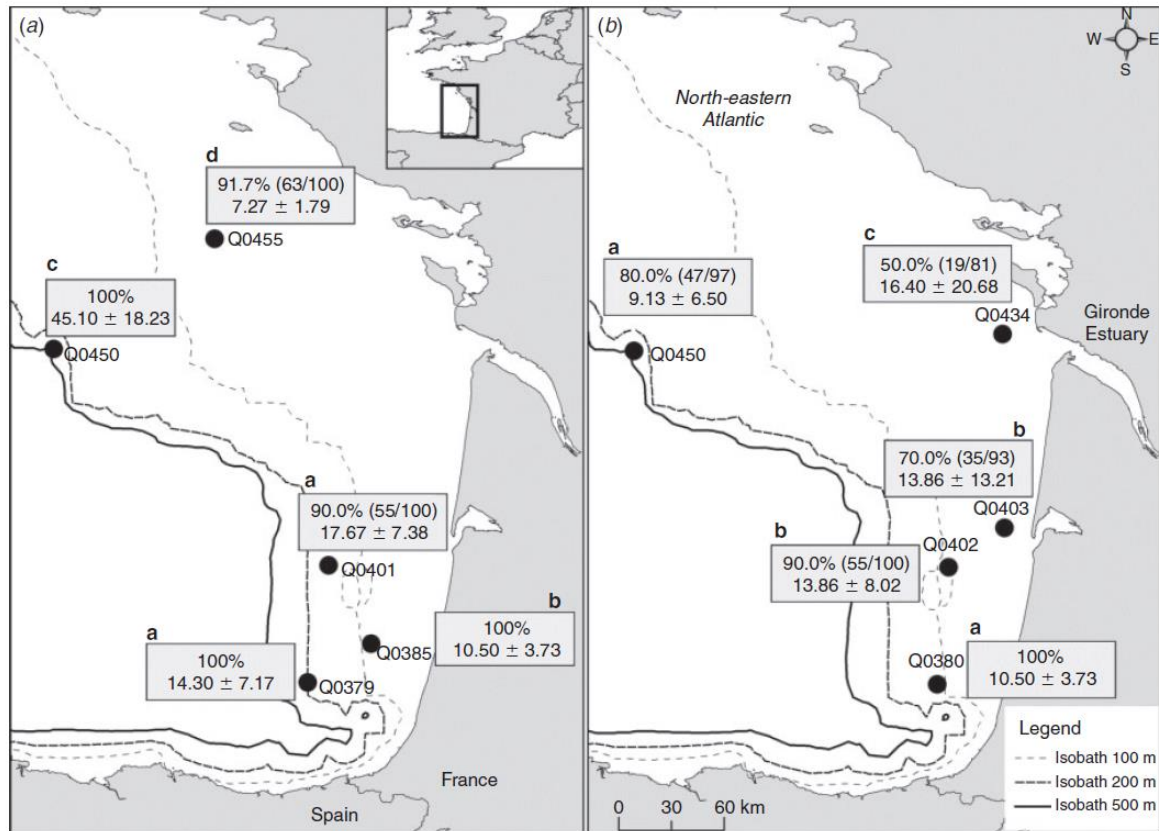 (a)
d
91.7% (63/100)
7.27 ± 1.79
Q0455
c
100%
45.10 ± 18.23
Q0450
a
90.0% (55/100)
17.67 ± 7.38
Q0401
b
100%
10.50 ± 3.73
Q0385
a
100%
14.30 ± 7.17
Q0379
France
Spain
(b)
N
W E
S
North-eastern
Atlantic
a
80.0% (47/97)
9.13 ± 6.50
Q0450
c
50.0% (19/81)
16.40 ± 20.68
Q0434
Gironde
Estuary
b
70.0% (35/93)
13.86 ± 13.21
Q0403
Q0402
b
90.0% (55/100)
13.86 ± 8.02
a
100%
10.50 ± 3.73
Q0380
Legend
Isobath 100 m
Isobath 200 m
Isobath 500 m
0 30 60 km